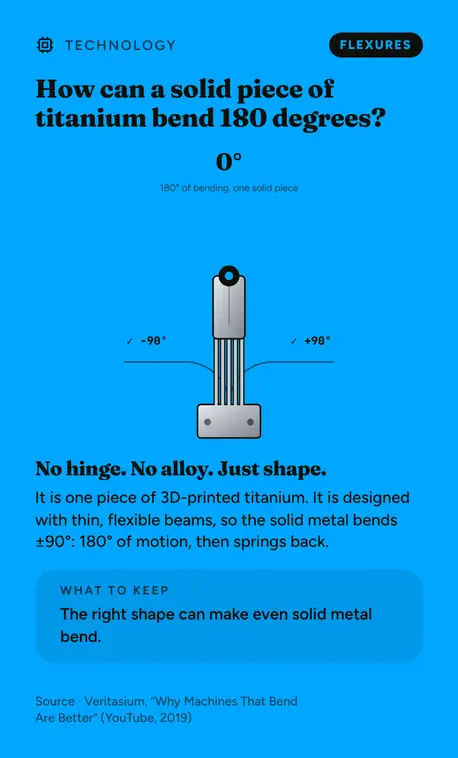 TECHNOLOGY
FLEXURES
How can a solid piece of
titanium bend 180 degrees?
0°
180° of bending, one solid piece
✓ -90°
✓ +90°
No hinge. No alloy. Just shape.
It is one piece of 3D-printed titanium. It is designed
with thin, flexible beams, so the solid metal bends
±90°: 180° of motion, then springs back.
WHAT TO KEEP
The right shape can make even solid metal
bend.
Source · Veritasium, "Why Machines That Bend
Are Better" (YouTube, 2019)